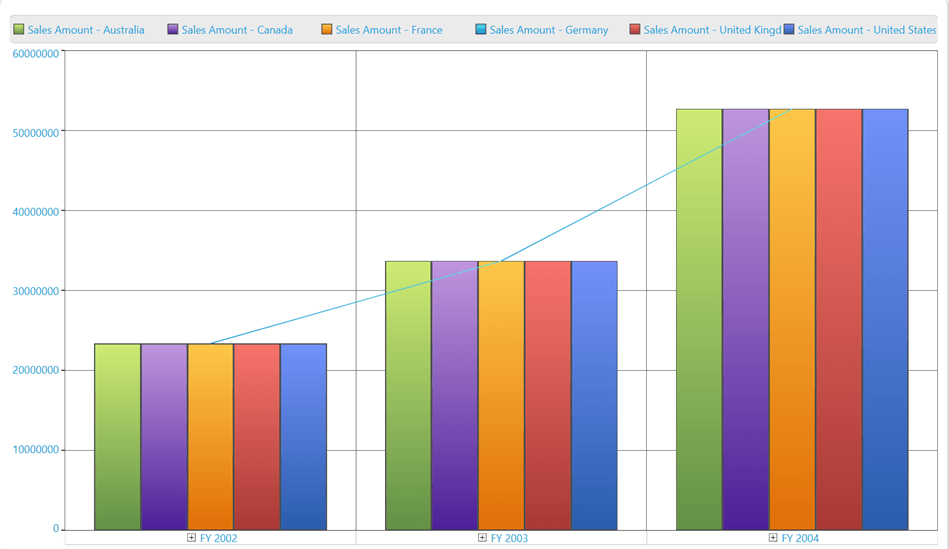 Sales Amount - Australia
Sales Amount - Canada
Sales Amount - France
Sales Amount - Germany
Sales Amount - United Kingd
Sales Amount - United States
60000000
50000000
40000000
30000000
20000000
10000000
0
FY 2002
FY 2003
FY 2004